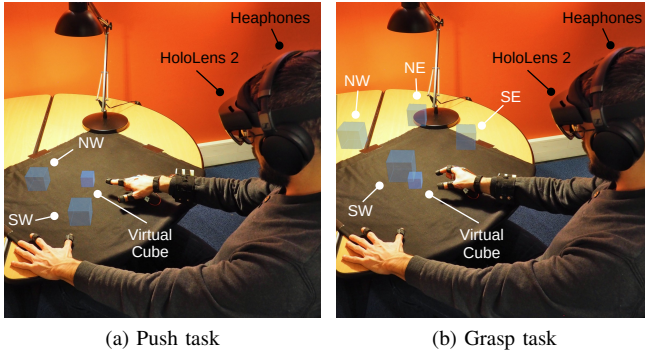 Heaphones
HoloLens 2
NW
SW
Virtual
Cube
Heaphones
HoloLens 2
NE
NW
SE
SW
Virtual
Cube
(a) Push task
(b) Grasp task